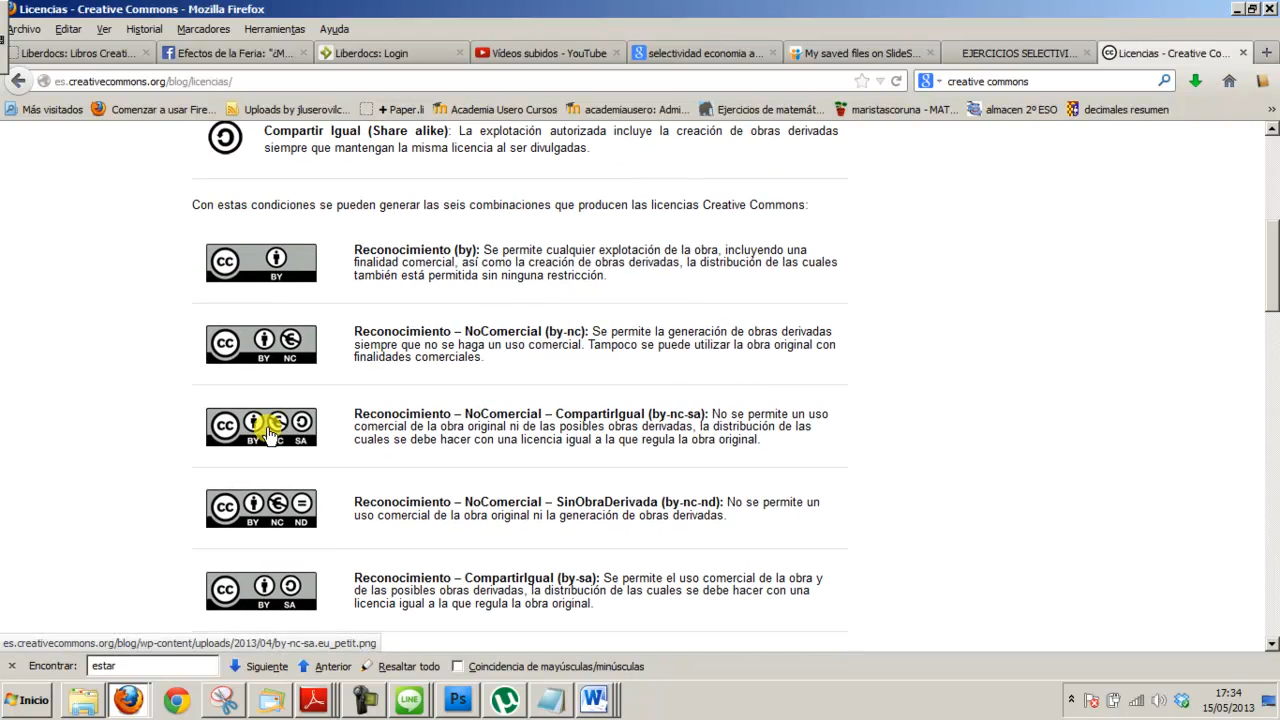 Licencias - Creative Commons - Mozilla Firefox
Archivo Editar Ver Historial Marcadores Herramientas Ayuda
Liberdocs: Libros Creati... Efectos de la Feria: "¿M... Liberdocs: Login Vídeos subidos - YouTube selectividad economia a... My saved files on SlideS... EJERCICIOS SELECTIVI... Licencias - Creative Co...
es.creativecommons.org/blog/licencias/ creative commons
Más visitados Comenzar a usar Fire... Uploads by jluserovilc... + Paper.li Academia Usero Cursos academiausero: Admi... Ejercicios de matemát... maristascoruna - MAT... almacen 2º ESO decimales resumen »
Compartir Igual (Share alike): La explotación autorizada incluye la creación de obras derivadas
siempre que mantengan la misma licencia al ser divulgadas.
Con estas condiciones se pueden generar las seis combinaciones que producen las licencias Creative Commons:
cc BY
Reconocimiento (by): Se permite cualquier explotación de la obra, incluyendo una
finalidad comercial, así como la creación de obras derivadas, la distribución de las cuales
también está permitida sin ninguna restricción.
cc BY NC
Reconocimiento – NoComercial (by-nc): Se permite la generación de obras derivadas
siempre que no se haga un uso comercial. Tampoco se puede utilizar la obra original con
finalidades comerciales.
cc BY NC SA
Reconocimiento – NoComercial – CompartirIgual (by-nc-sa): No se permite un uso
comercial de la obra original ni de las posibles obras derivadas, la distribución de las
cuales se debe hacer con una licencia igual a la que regula la obra original.
cc BY NC ND
Reconocimiento – NoComercial – SinObraDerivada (by-nc-nd): No se permite un
uso comercial de la obra original ni la generación de obras derivadas.
cc BY SA
Reconocimiento – CompartirIgual (by-sa): Se permite el uso comercial de la obra y
de las posibles obras derivadas, la distribución de las cuales se debe hacer con una
licencia igual a la que regula la obra original.
es.creativecommons.org/blog/wp-content/uploads/2013/04/by-nc-sa.eu_petit.png
Encontrar: estar Siguiente Anterior Resaltar todo Coincidencia de mayúsculas/minúsculas
Inicio LINE Ps W 17:34
15/05/2013